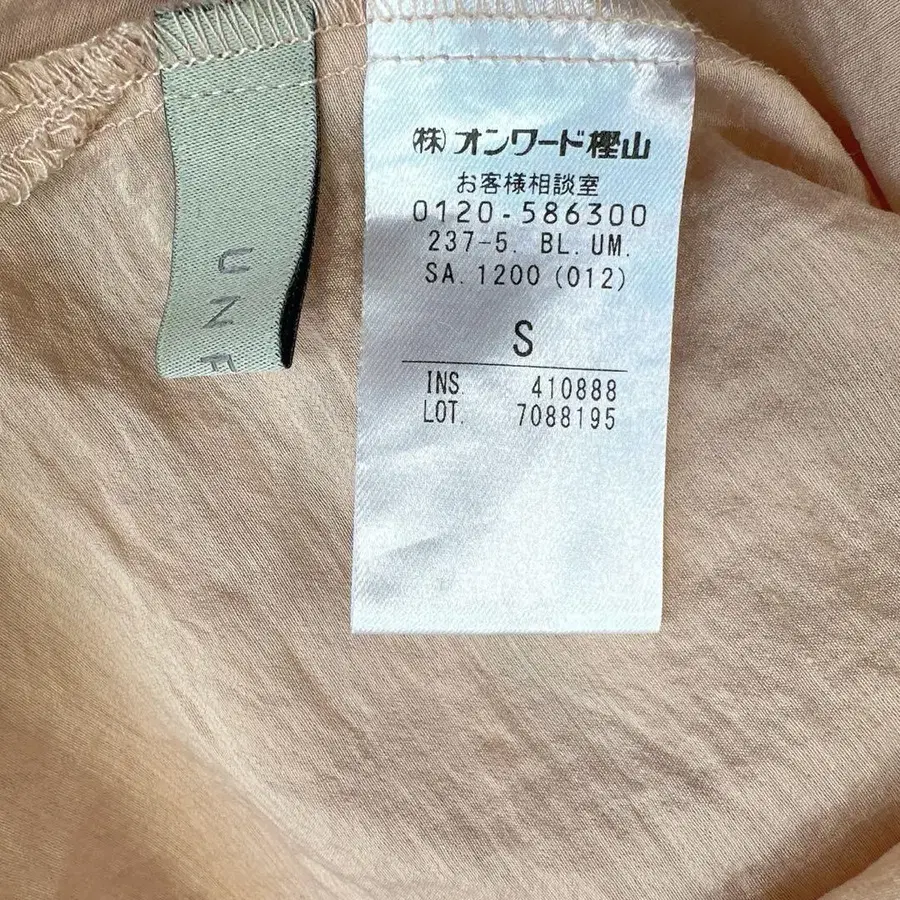 (株)オンワード樫山
お客様相談室
0120-586300
237-5. BL. UM.
SA. 1200 (012)
S
INS. 410888
LOT. 7088195
UNF